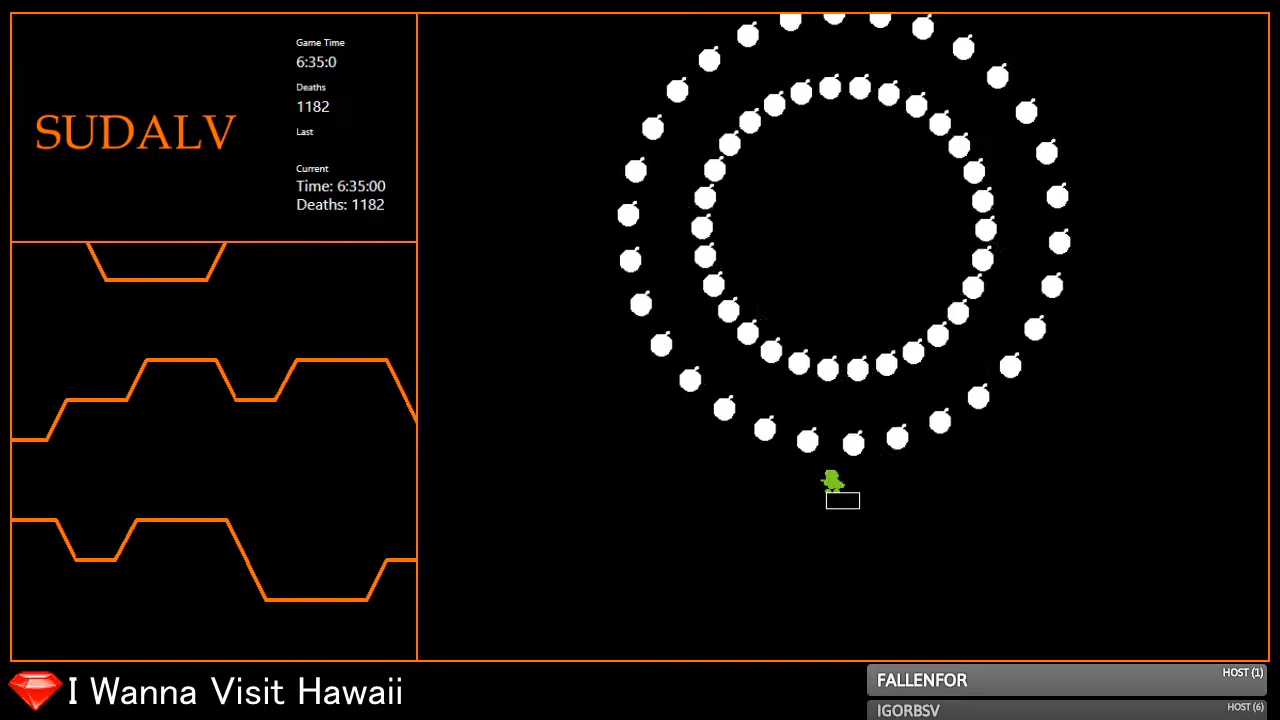 Game Time
6:35:0
Deaths
1182
Last
SUDALV
Current
Time: 6:35:00
Deaths: 1182
I Wanna Visit Hawaii
FALLENFOR
HOST (1)
IGORBSV
HOST (6)